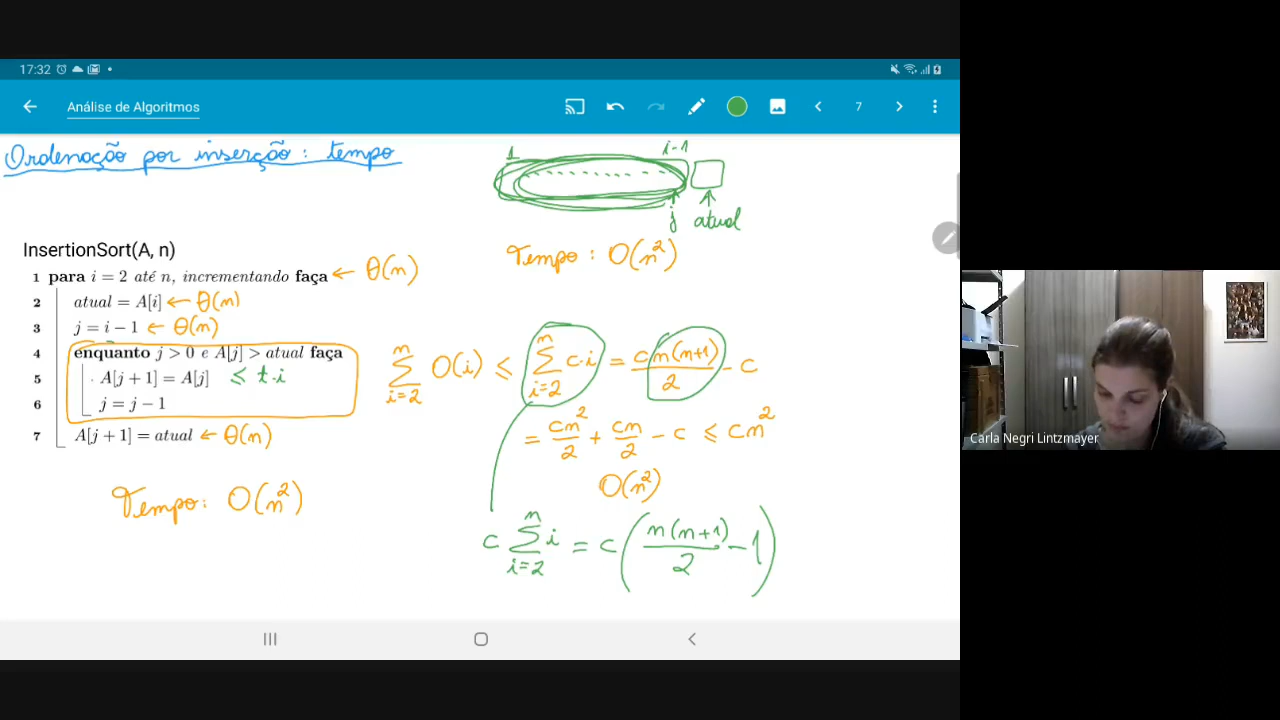 17:32
Análise de Algoritmos
7
Ordenação por inserção: tempo
1 i-1
j atual
InsertionSort(A, n)
Tempo: O(n²)
1 para i = 2 até n, incrementando faça ← Θ(n)
2 atual = A[i] ← Θ(n)
3 j = i − 1 ← Θ(n)
4 enquanto j > 0 e A[j] > atual faça
5 A[j + 1] = A[j] ≤ t·i
6 j = j − 1
7 A[j + 1] = atual ← Θ(n)
Tempo: O(n²)
∑_{i=2}^{n} O(i) ≤ ∑_{i=2}^{n} c·i = c n(n+1)/2 − c
= cn²/2 + cn/2 − c ≤ cn²
O(n²)
c ∑_{i=2}^{n} i = c (n(n+1)/2 − 1)
Carla Negri Lintzmayer